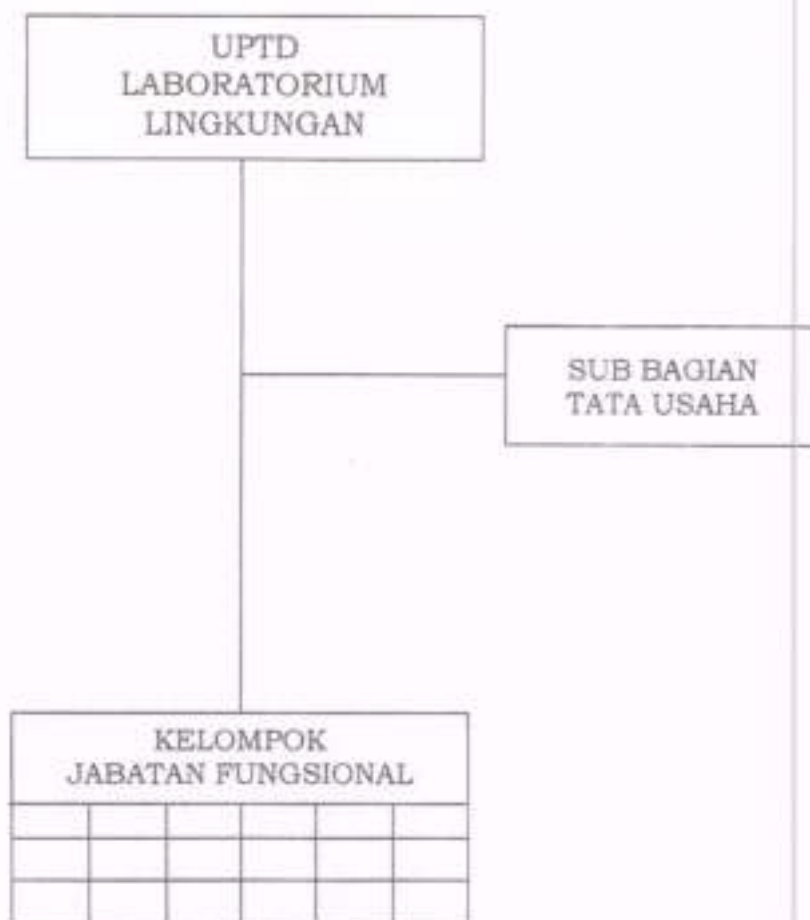 UPTD
LABORATORIUM
LINGKUNGAN
SUB BAGIAN
TATA USAHA
KELOMPOK
JABATAN FUNGSIONAL